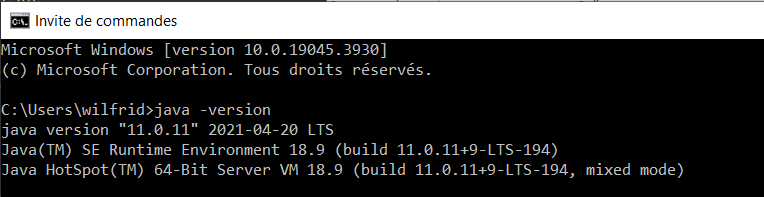 Invite de commandes
Microsoft Windows [version 10.0.19045.3930]
(c) Microsoft Corporation. Tous droits réservés.
C:\Users\wilfrid>java -version
java version "11.0.11" 2021-04-20 LTS
Java(TM) SE Runtime Environment 18.9 (build 11.0.11+9-LTS-194)
Java HotSpot(TM) 64-Bit Server VM 18.9 (build 11.0.11+9-LTS-194, mixed mode)